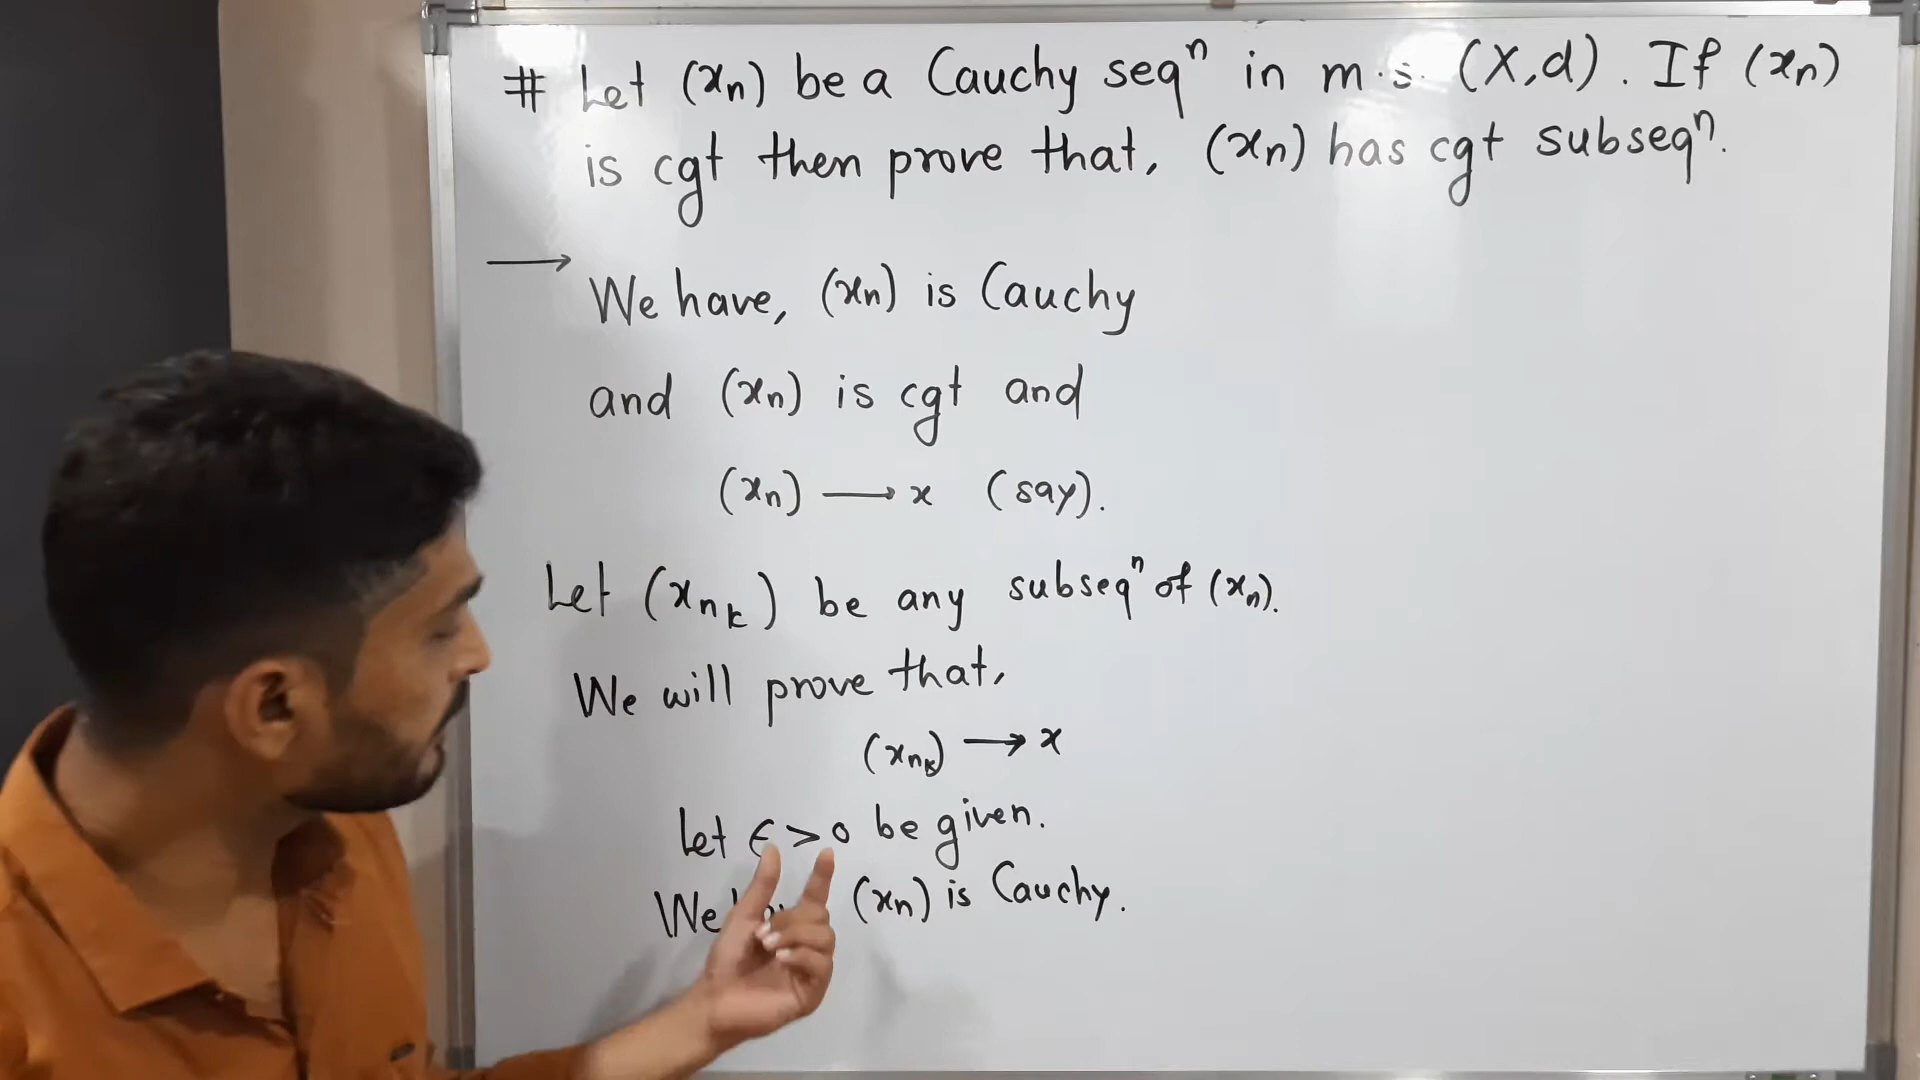 # Let (xn) be a Cauchy seqⁿ in m.s. (X,d). If (xn)
is cgt then prove that, (xn) has cgt subseqⁿ.
⟶ We have, (xn) is Cauchy
and (xn) is cgt and
(xn) ⟶ x (say).
Let (xnk) be any subseqⁿ of (xn).
We will prove that,
(xnk) ⟶ x
Let ϵ>0 be given.
We (xn) is Cauchy.